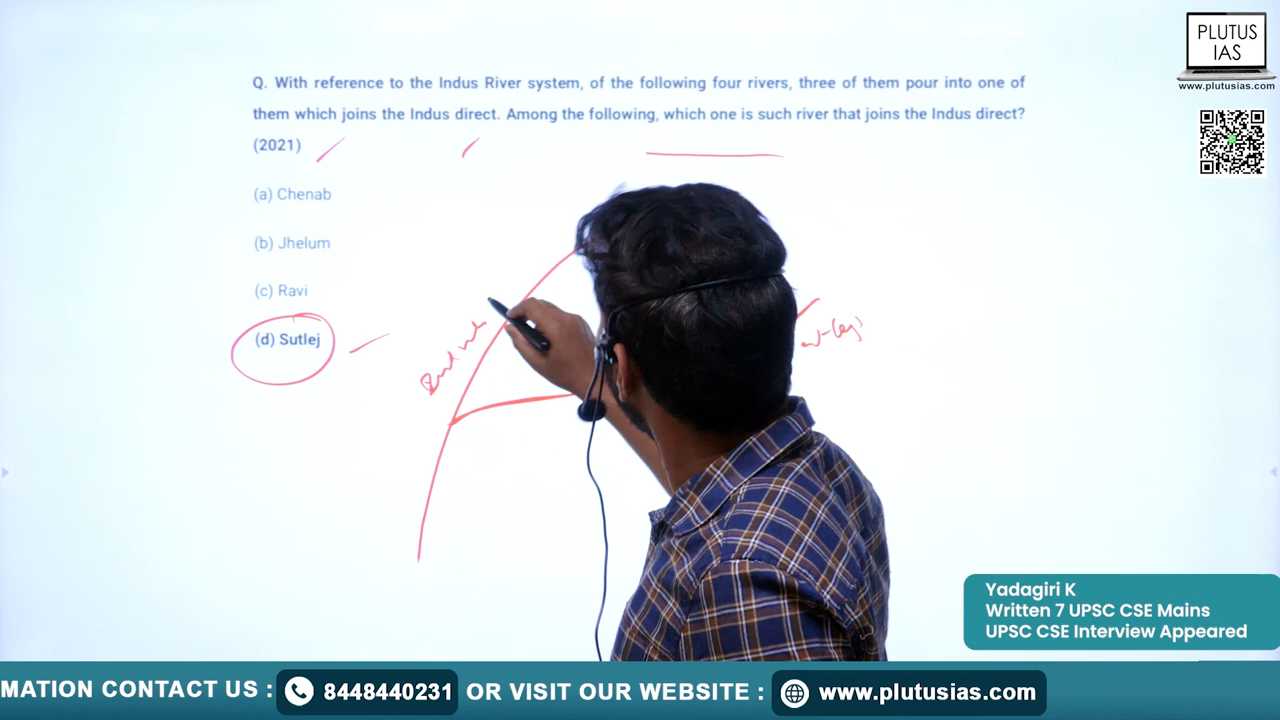 PLUTUS
IAS
www.plutusias.com
Q. With reference to the Indus River system, of the following four rivers, three of them pour into one of
them which joins the Indus direct. Among the following, which one is such river that joins the Indus direct?
(2021)
(a) Chenab
(b) Jhelum
(c) Ravi
(d) Sutlej
Yadagiri K
Written 7 UPSC CSE Mains
UPSC CSE Interview Appeared
MATION CONTACT US : 8448440231 OR VISIT OUR WEBSITE : www.plutusias.com